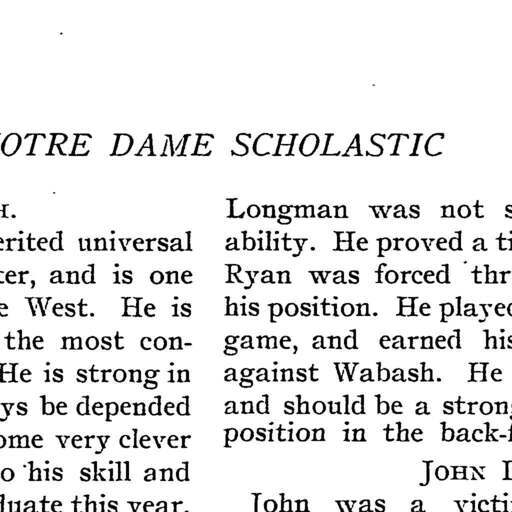 OTRE DAME SCHOLASTIC
H.
erited universal
ter, and is one
e West. He is
the most con-
He is strong in
ys be depended
ome very clever
o his skill and
duate this year.
Longman was not s
ability. He proved a ti
Ryan was forced thr
his position. He played
game, and earned his
against Wabash. He
and should be a strong
position in the back-f
JOHN
John was a victi